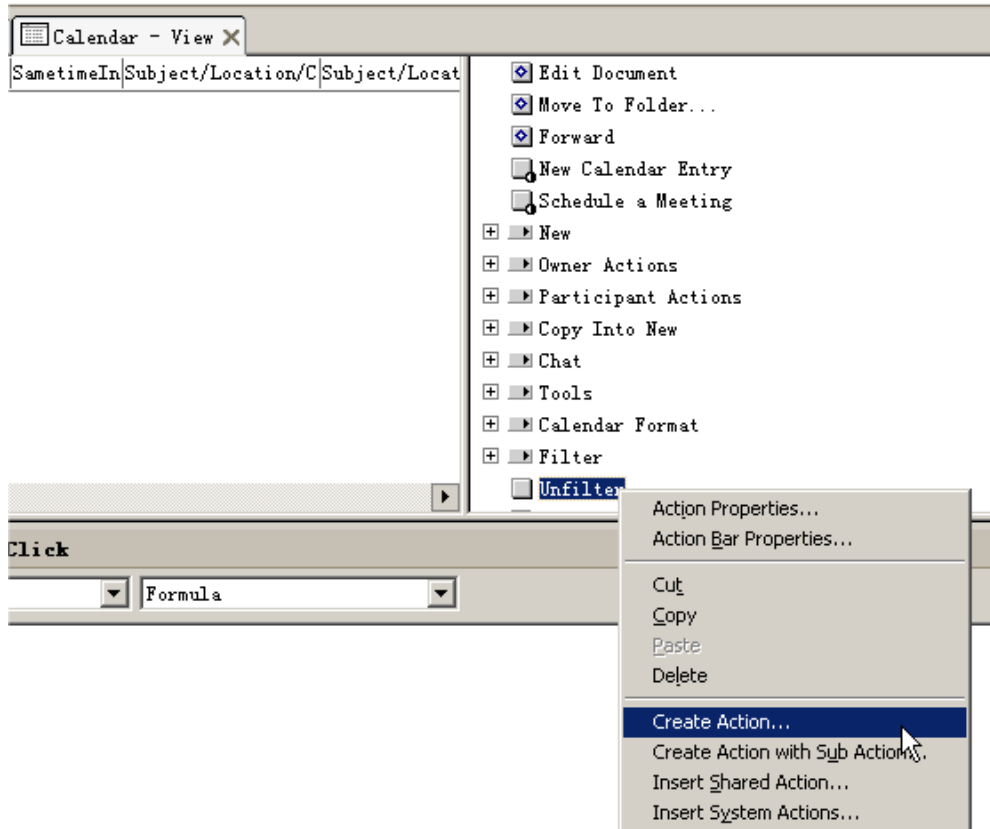 Calendar - View
SametimeIn Subject/Location/C Subject/Locat
Edit Document
Move To Folder...
Forward
New Calendar Entry
Schedule a Meeting
New
Owner Actions
Participant Actions
Copy Into New
Chat
Tools
Calendar Format
Filter
Unfilter
Click
Formula
Action Properties...
Action Bar Properties...
Cut
Copy
Paste
Delete
Create Action...
Create Action with Sub Action...
Insert Shared Action...
Insert System Actions...